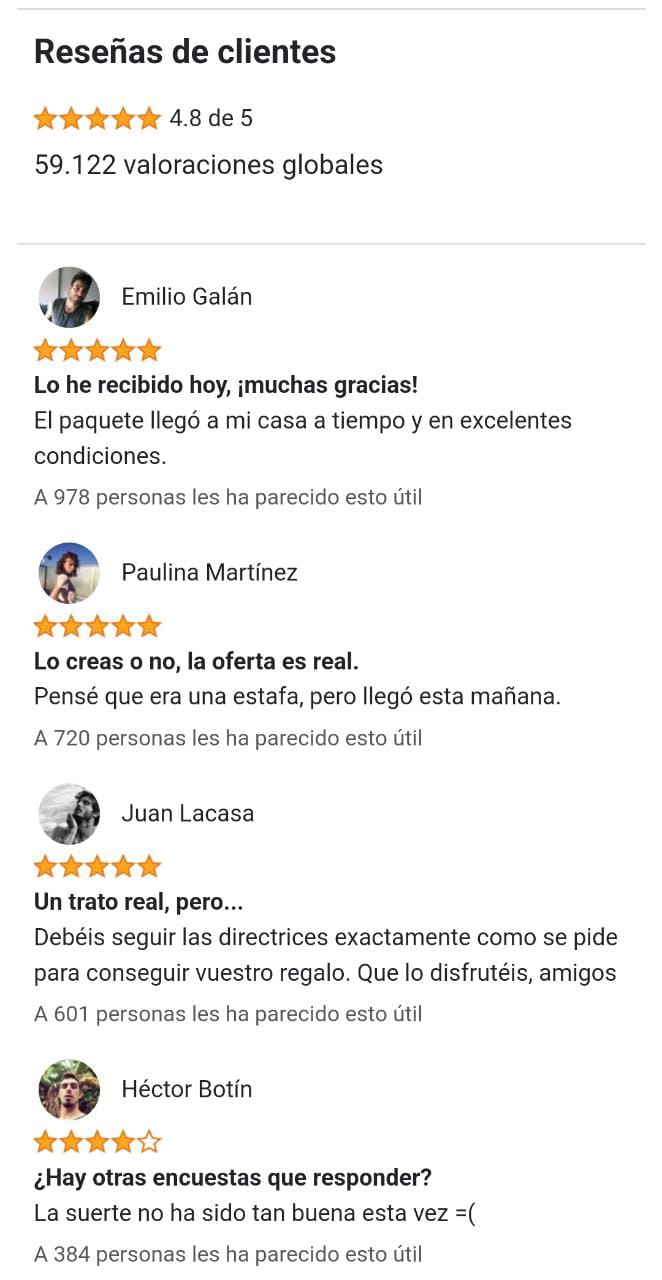 Reseñas de clientes
4.8 de 5
59.122 valoraciones globales
Emilio Galán
Lo he recibido hoy, ¡muchas gracias!
El paquete llegó a mi casa a tiempo y en excelentes
condiciones.
A 978 personas les ha parecido esto útil
Paulina Martínez
Lo creas o no, la oferta es real.
Pensé que era una estafa, pero llegó esta mañana.
A 720 personas les ha parecido esto útil
Juan Lacasa
Un trato real, pero...
Debéis seguir las directrices exactamente como se pide
para conseguir vuestro regalo. Que lo disfrutéis, amigos
A 601 personas les ha parecido esto útil
Héctor Botín
¿Hay otras encuestas que responder?
La suerte no ha sido tan buena esta vez =(
A 384 personas les ha parecido esto útil